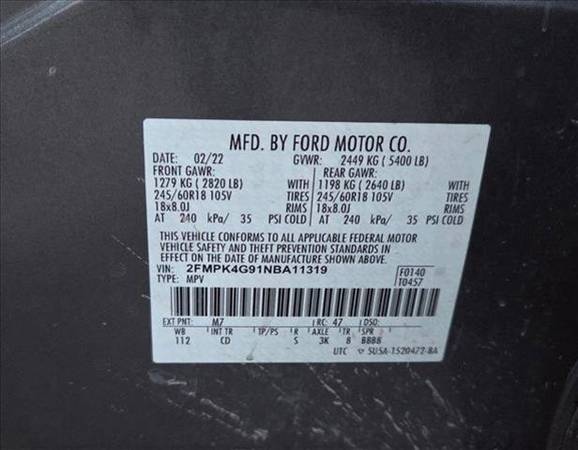 MFD. BY FORD MOTOR CO.
DATE: 02/22 GVWR: 2449 KG ( 5400 LB)
FRONT GAWR: REAR GAWR:
1279 KG ( 2820 LB) WITH 1198 KG ( 2640 LB) WITH
245/60R18 105V TIRES 245/60R18 105V TIRES
18x8.0J RIMS 18x8.0J RIMS
AT 240 kPa/ 35 PSI COLD AT 240 kPa/ 35 PSI COLD
THIS VEHICLE CONFORMS TO ALL APPLICABLE FEDERAL MOTOR
VEHICLE SAFETY AND THEFT PREVENTION STANDARDS IN
EFFECT ON THE DATE OF MANUFACTURE SHOWN ABOVE.
VIN: 2FMPK4G91NBA11319 F0140
TYPE: MPV T0457
EXT PNT: M7 RC: 47 DSO:
WB INT TR TP/PS R AXLE TR SPR
112 CD S 3K 8 BBBB
UTC 5U5A-1520472-BA